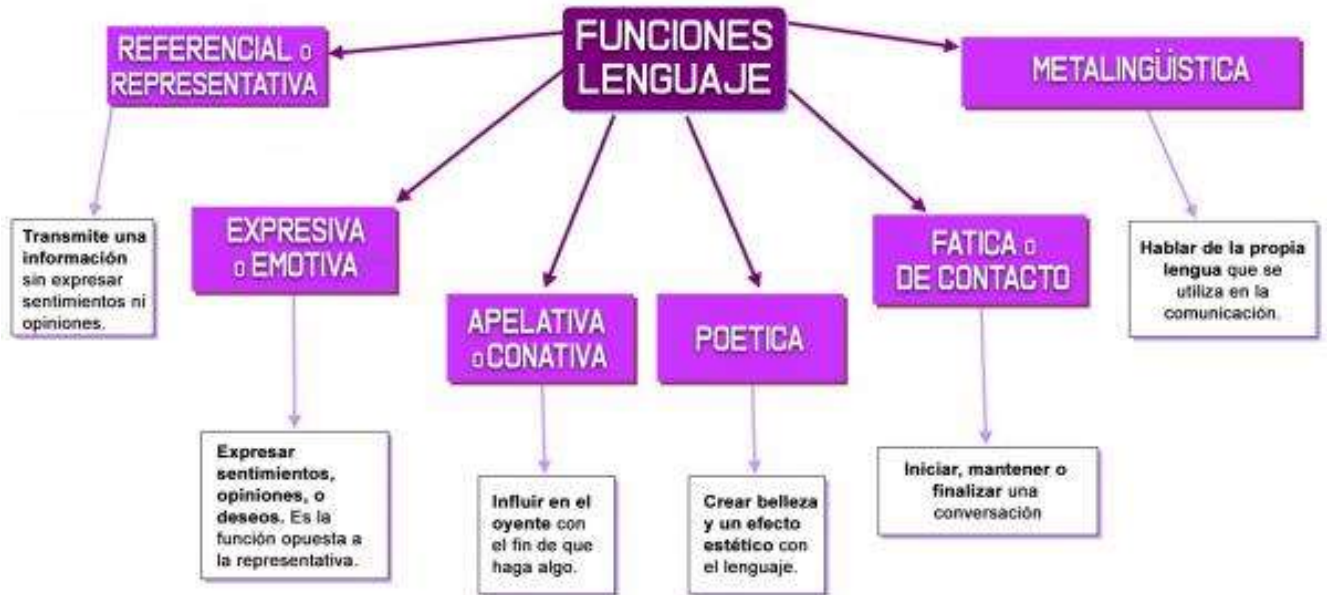 FUNCIONES
LENGUAJE
REFERENCIAL o
REPRESENTATIVA
Transmite una
información
sin expresar
sentimientos ni
opiniones.
EXPRESIVA
o EMOTIVA
Expresar
sentimientos,
opiniones, o
deseos. Es la
función opuesta a
la representativa.
APELATIVA
o CONATIVA
Influir en el
oyente con
el fin de que
haga algo.
POETICA
Crear belleza
y un efecto
estético con
el lenguaje.
FATICA o
DE CONTACTO
Iniciar, mantener o
finalizar una
conversación
METALINGÜISTICA
Hablar de la propia
lengua que se
utiliza en la
comunicación.